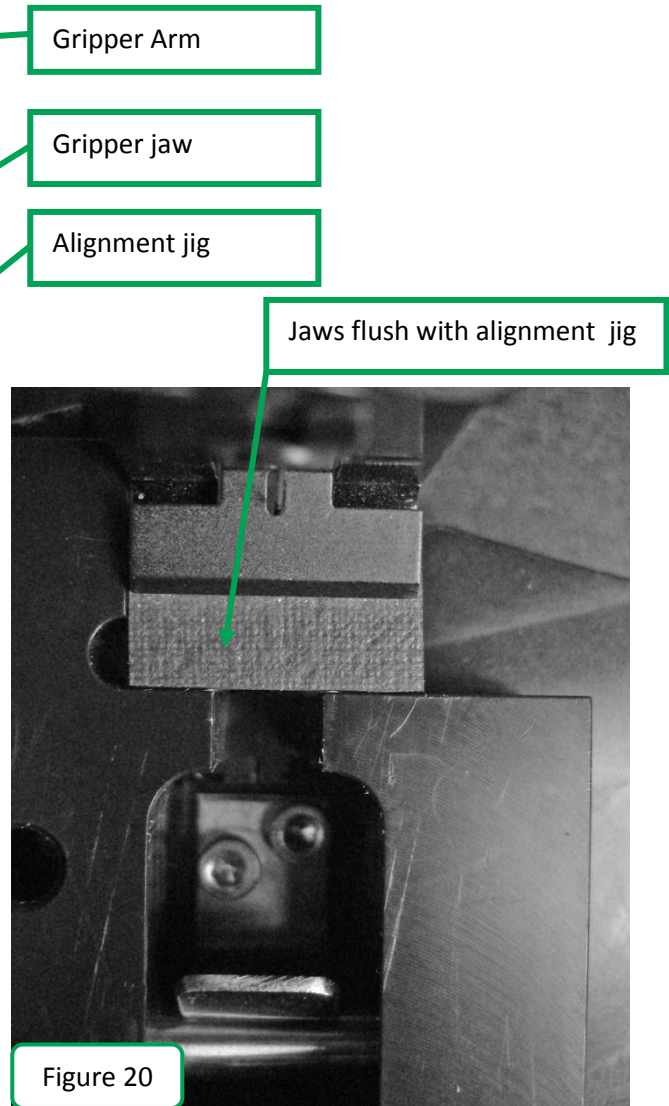 Gripper Arm
Gripper jaw
Alignment jig
Jaws flush with alignment jig
Figure 20